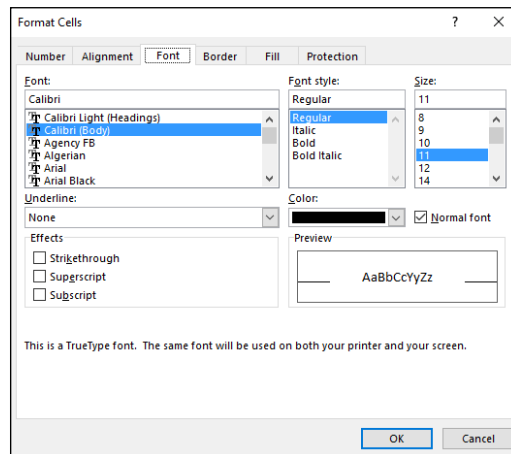 Format Cells ? ×
Number Alignment Font Border Fill Protection
Font: Font style: Size:
Calibri Regular 11
Calibri Light (Headings) Regular 8
Calibri (Body) Italic 9
Agency FB Bold 10
Algerian Bold Italic 11
Arial 12
Arial Black 14
Underline: Color:
None Normal font
Effects Preview
Strikethrough
Superscript AaBbCcYyZz
Subscript
This is a TrueType font. The same font will be used on both your printer and your screen.
OK Cancel